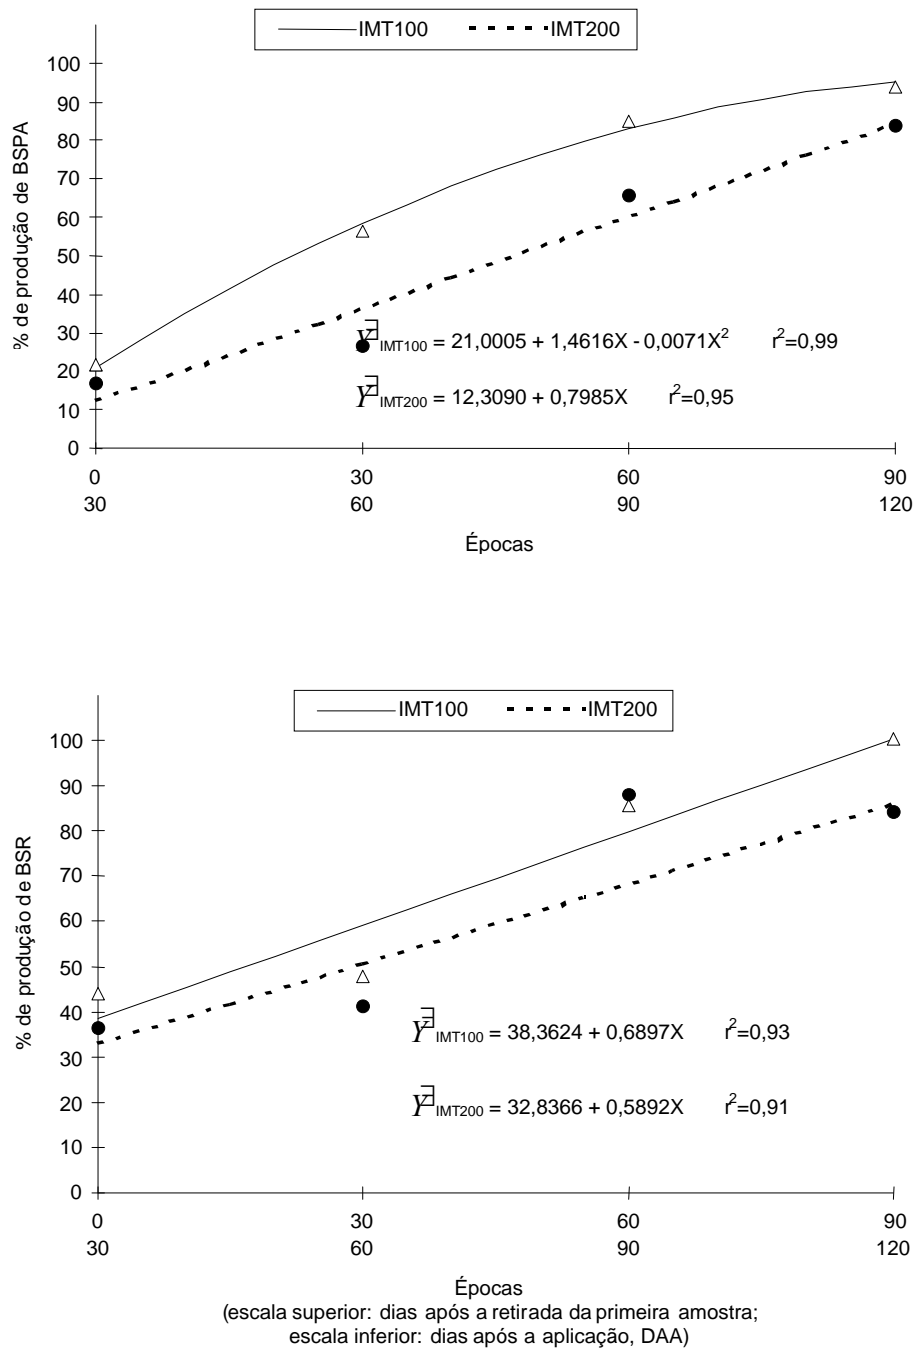 IMT100 IMT200
100
90
80
70
60
50
40
30
20
10
0
% de produção de BSPA
Y IMT100 = 21,0005 + 1,4616X - 0,0071X² r²=0,99
Y IMT200 = 12,3090 + 0,7985X r²=0,95
0 30 60 90
30 60 90 120
Épocas
IMT100 IMT200
100
90
80
70
60
50
40
30
20
10
0
% de produção de BSR
Y IMT100 = 38,3624 + 0,6897X r²=0,93
Y IMT200 = 32,8366 + 0,5892X r²=0,91
0 30 60 90
30 60 90 120
Épocas
(escala superior: dias após a retirada da primeira amostra;
escala inferior: dias após a aplicação, DAA)